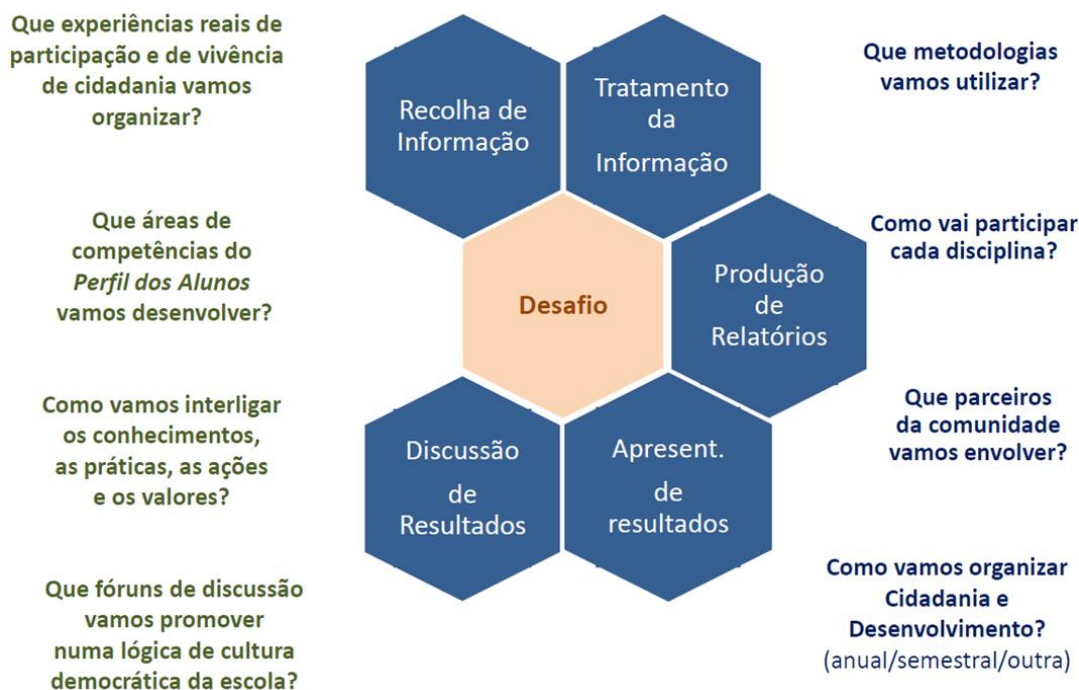 Que experiências reais de
participação e de vivência
de cidadania vamos
organizar?
Que áreas de
competências do
Perfil dos Alunos
vamos desenvolver?
Como vamos interligar
os conhecimentos,
as práticas, as ações
e os valores?
Que fóruns de discussão
vamos promover
numa lógica de cultura
democrática da escola?
Recolha de
Informação
Tratamento
da
Informação
Desafio
Produção
de
Relatórios
Discussão
de
Resultados
Apresent.
de
resultados
Que metodologias
vamos utilizar?
Como vai participar
cada disciplina?
Que parceiros
da comunidade
vamos envolver?
Como vamos organizar
Cidadania e
Desenvolvimento?
(anual/semestral/outra)